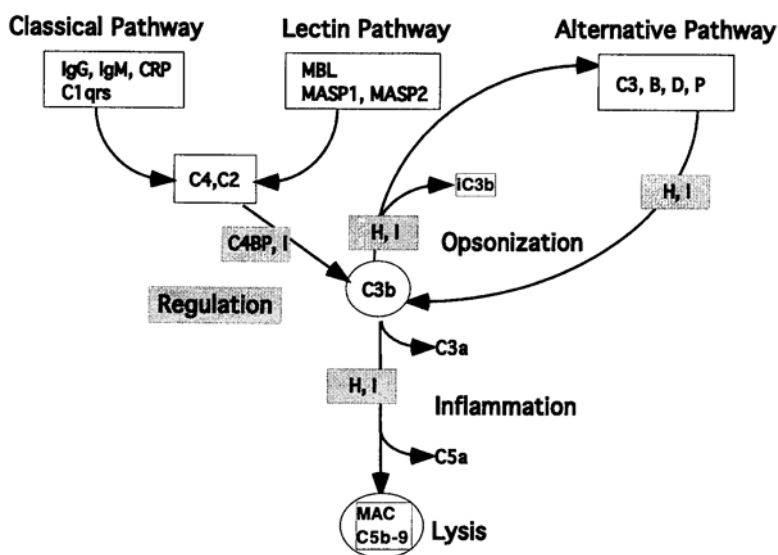 Classical Pathway
Lectin Pathway
Alternative Pathway
IgG, IgM, CRP
C1qrs
MBL
MASP1, MASP2
C3, B, D, P
C4,C2
iC3b
H, I
H, I
C4BP, I
Opsonization
C3b
Regulation
C3a
H, I
Inflammation
C5a
MAC
C5b-9
Lysis